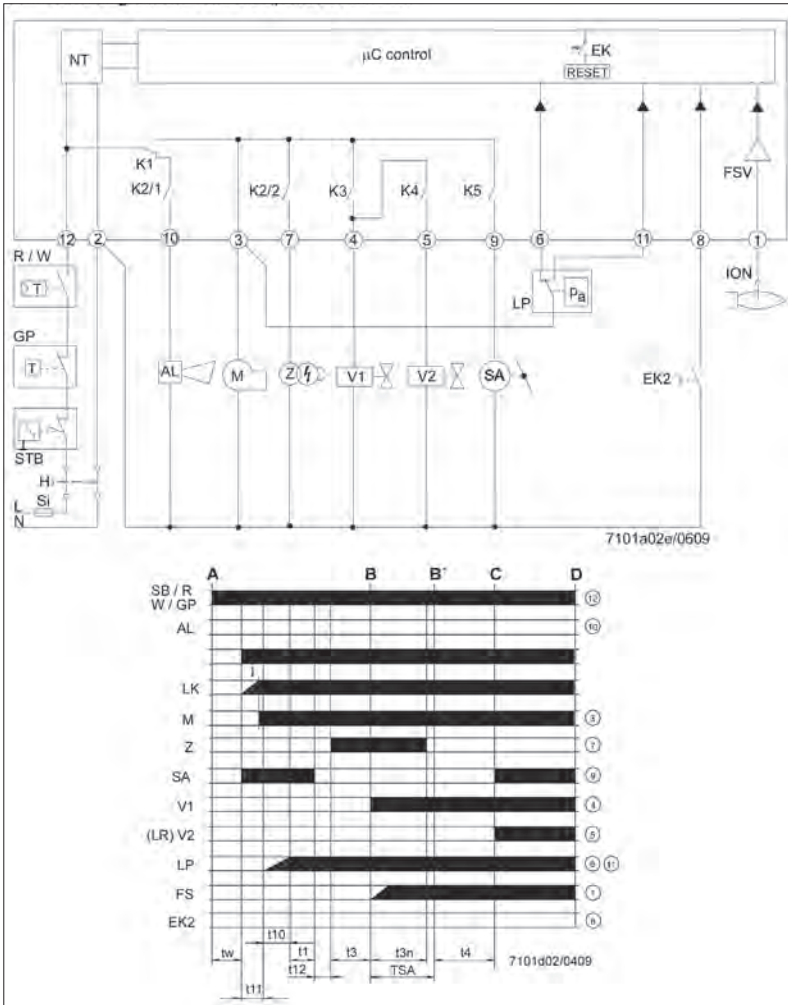 NT
µC control
EK
RESET
K1
K2/1
K2/2
K3
K4
K5
FSV
12 2 10 3 7 4 5 9 6 11 8 1
R / W
T
LP
Pa
ION
GP
T
AL
M
Z
V1
V2
SA
EK2
STB
H
Si
L
N
7101a02e/0609
A B B' C D
SB / R
W / GP
12
AL
10
LK
M
3
Z
7
SA
9
V1
4
(LR) V2
5
LP
6 11
FS
1
EK2
8
t10
tw
t1
t3
t3n
t4
7101d02/0409
t12
TSA
t11